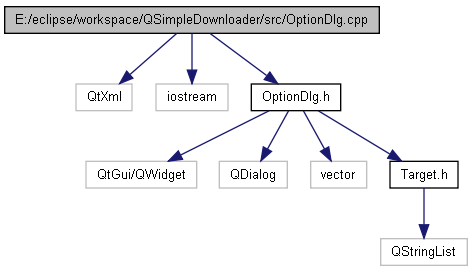 E:/eclipse/workspace/QSimpleDownloader/src/OptionDlg.cpp
QtXml
iostream
OptionDlg.h
QtGui/QWidget
QDialog
vector
Target.h
QStringList